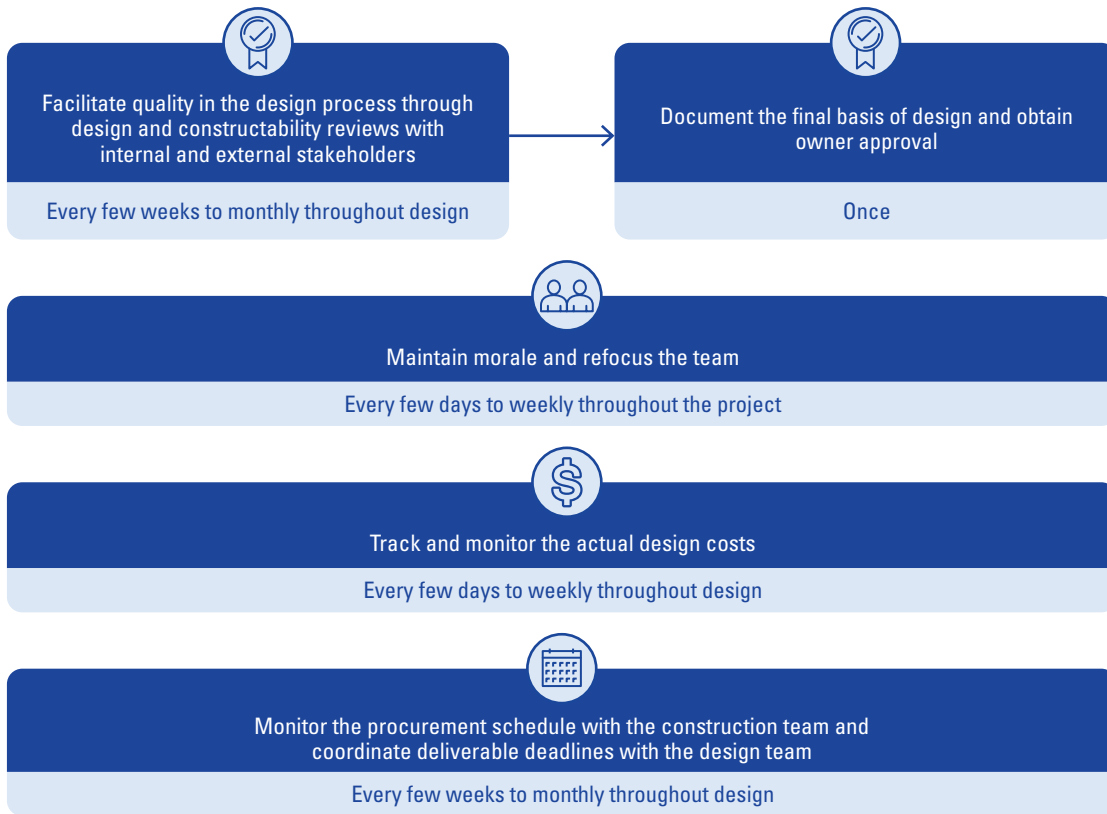 Facilitate quality in the design process through
design and constructability reviews with
internal and external stakeholders
Every few weeks to monthly throughout design
Document the final basis of design and obtain
owner approval
Once
Maintain morale and refocus the team
Every few days to weekly throughout the project
$
Track and monitor the actual design costs
Every few days to weekly throughout design
Monitor the procurement schedule with the construction team and
coordinate deliverable deadlines with the design team
Every few weeks to monthly throughout design